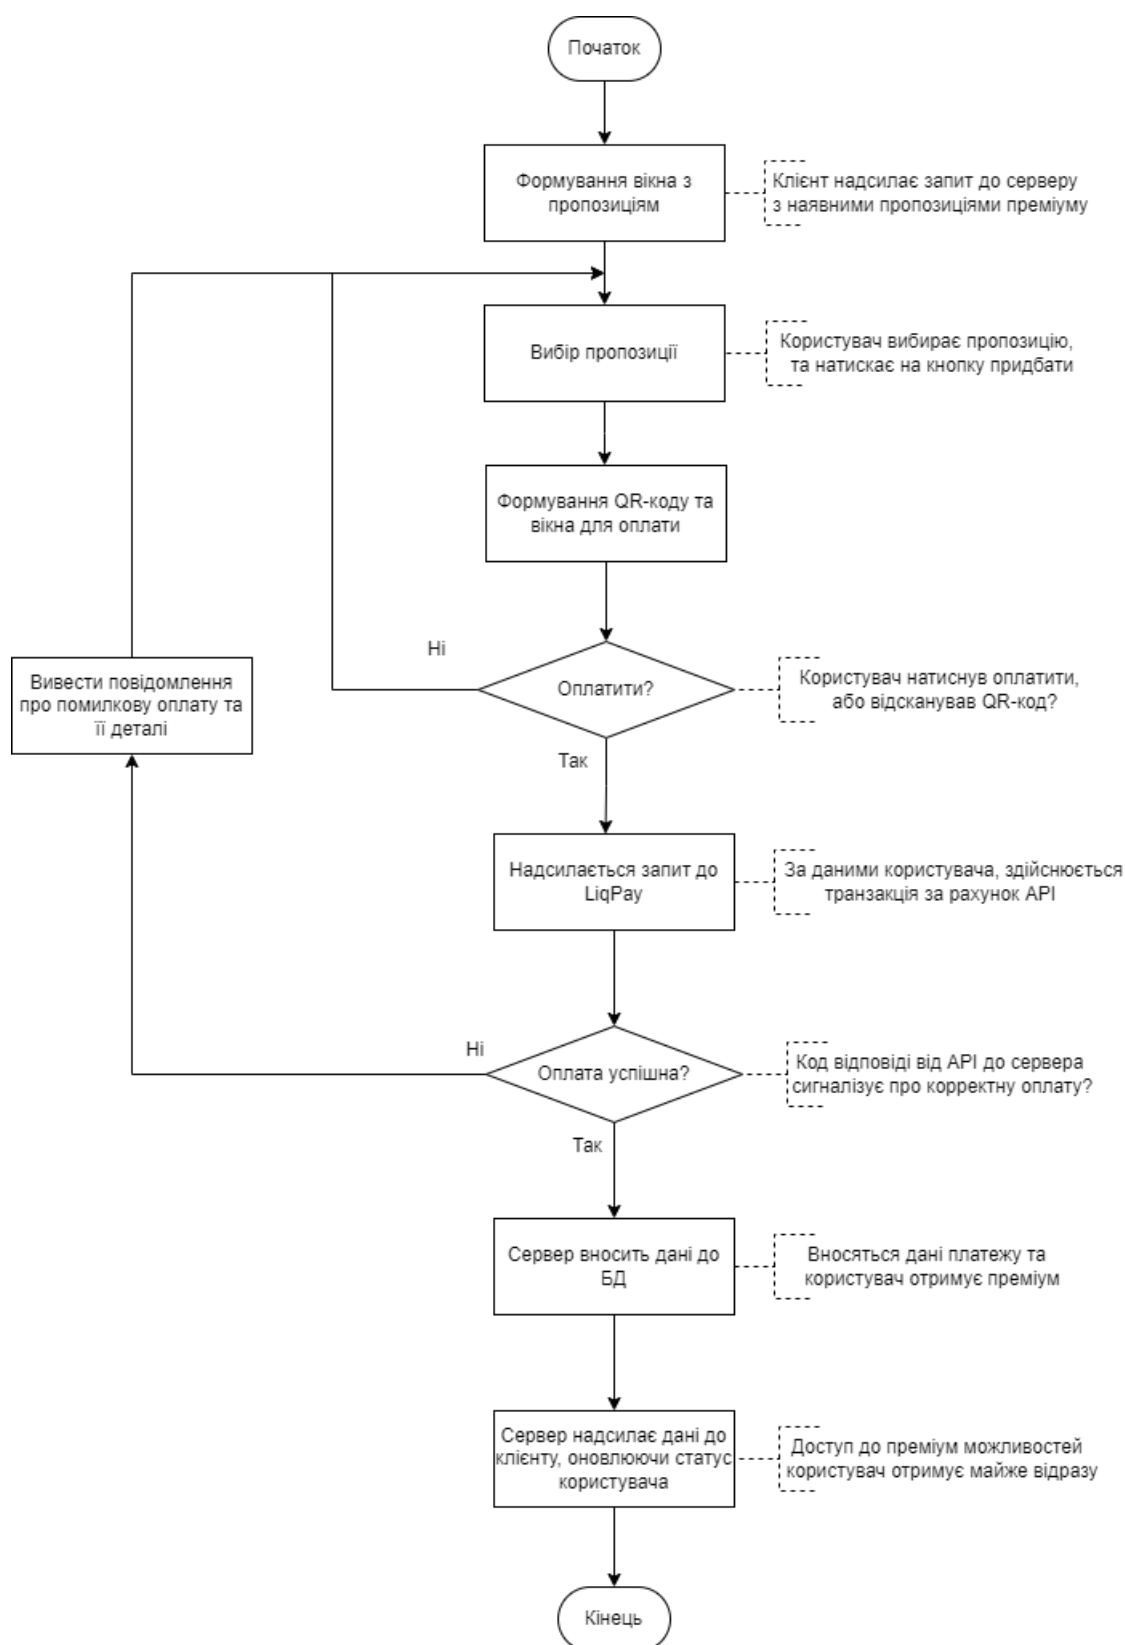 Початок
Формування вікна з
пропозиціям
Клієнт надсилає запит до серверу
з наявними пропозиціями преміуму
Вибір пропозиції
Користувач вибирає пропозицію,
та натискає на кнопку придбати
Формування QR-коду та
вікна для оплати
Ні
Оплатити?
Користувач натиснув оплатити,
або відсканував QR-код?
Вивести повідомлення
про помилкову оплату та
її деталі
Так
Надсилається запит до
LiqPay
За даними користувача, здійснюється
транзакція за рахунок API
Ні
Оплата успішна?
Код відповіді від API до сервера
сигналізує про корректну оплату?
Так
Сервер вносить дані до
БД
Вносяться дані платежу та
користувач отримує преміум
Сервер надсилає дані до
клієнту, оновлюючи статус
користувача
Доступ до преміум можливостей
користувач отримує майже відразу
Кінець